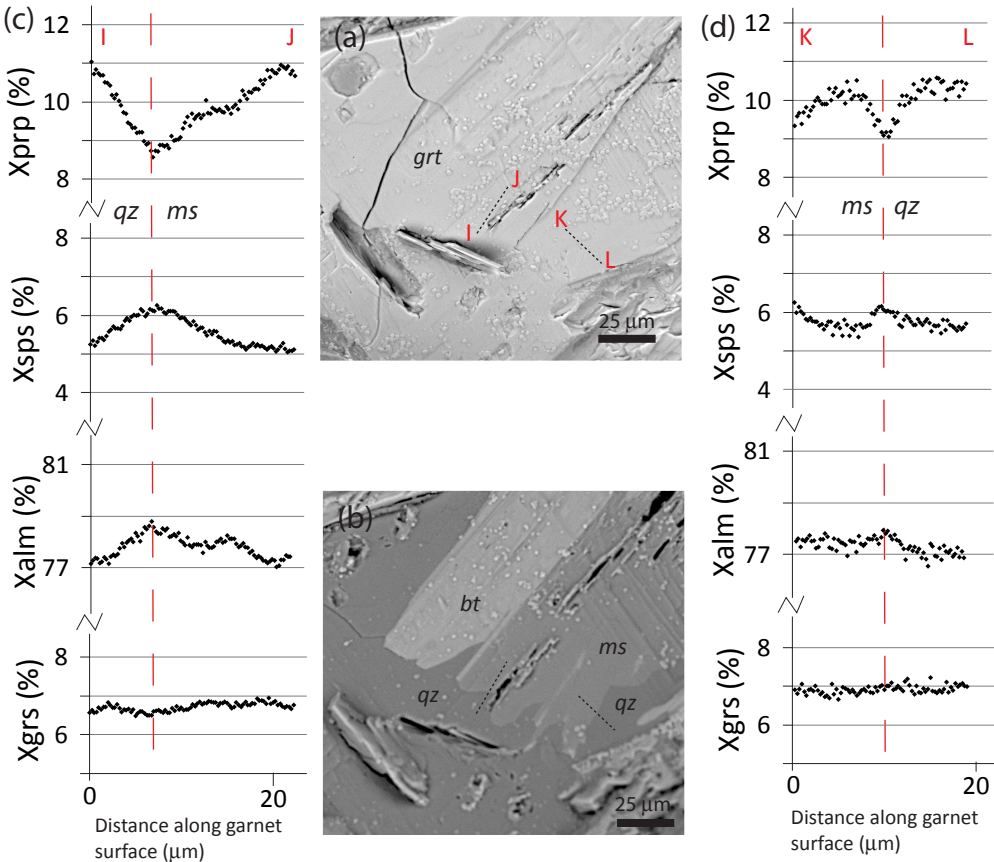 (c)
I
J
12
10
8
Xprp (%)
qz ms
8
6
4
Xsps (%)
81
77
Xalm (%)
8
6
Xgrs (%)
0
20
Distance along garnet
surface (μm)
(a)
grt
J
I
K
L
25 μm
(b)
bt
ms
qz
qz
25 μm
(d)
K
L
12
10
8
Xprp (%)
ms qz
8
6
4
Xsps (%)
81
77
Xalm (%)
8
6
Xgrs (%)
0
20
Distance along garnet
surface (μm)